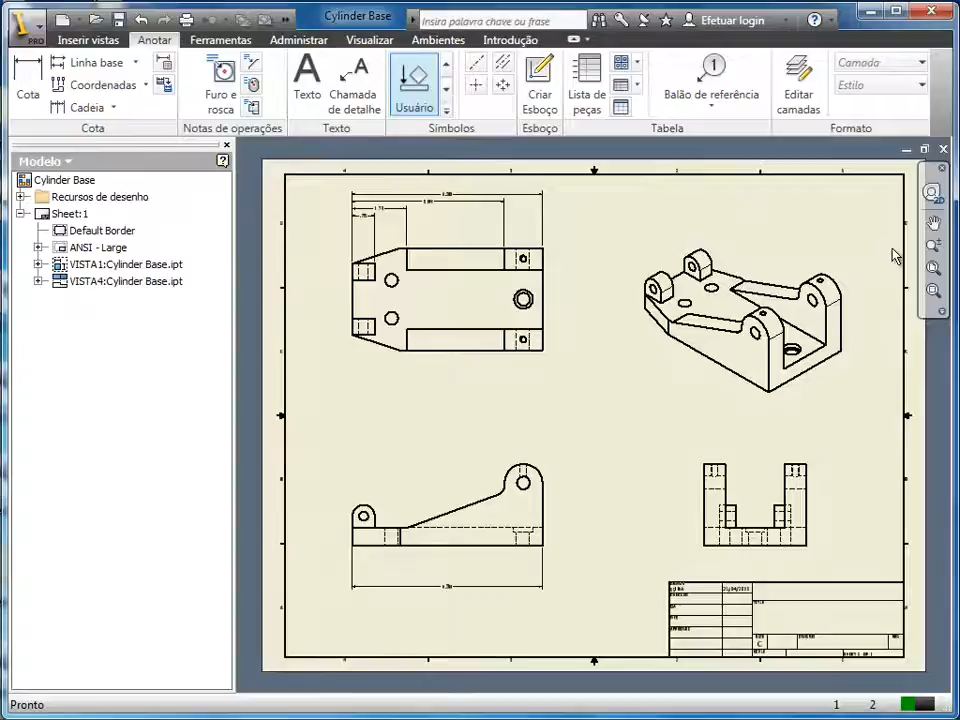 PRO
Cylinder Base
Insira palavra chave ou frase
Efetuar login
Inserir vistas
Anotar
Ferramentas
Administrar
Visualizar
Ambientes
Introdução
Cota
Linha base
Coordenadas
Cadeia
Furo e
rosca
Texto
Chamada
de detalhe
Usuário
Criar
Esboço
Lista de
peças
1
Balão de referência
Editar
camadas
Camada
Estilo
Cota
Notas de operações
Texto
Símbolos
Esboço
Tabela
Formato
Modelo
Cylinder Base
Recursos de desenho
Sheet:1
Default Border
ANSI - Large
VISTA1:Cylinder Base.ipt
VISTA4:Cylinder Base.ipt
2D
C
Pronto
1
2